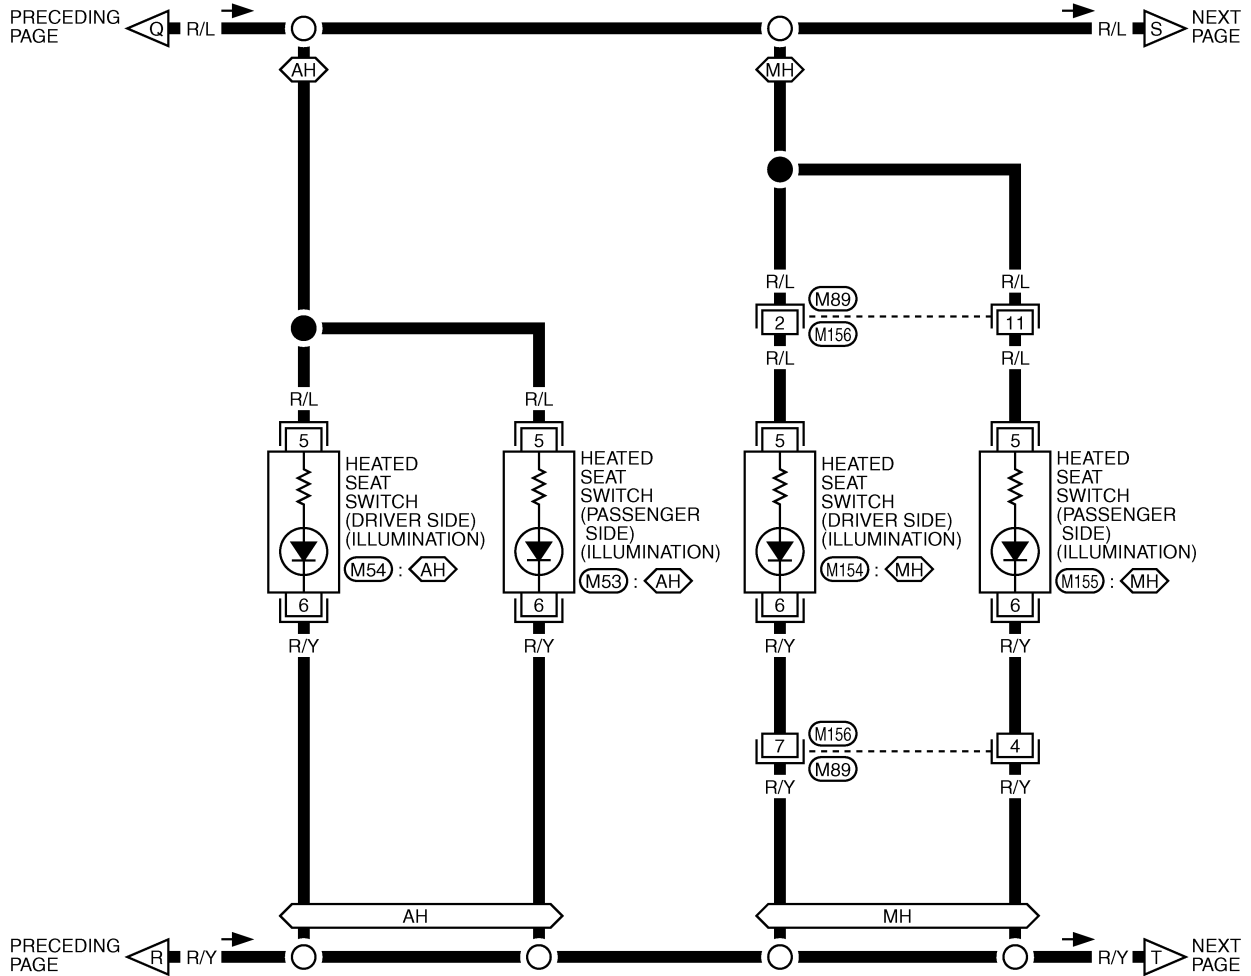 PRECEDING
PAGE
Q
R/L
R/L
S
NEXT
PAGE
AH
MH
R/L
R/L
M89
2
11
M156
R/L
R/L
R/L
R/L
5
5
5
5
HEATED
SEAT
SWITCH
(DRIVER SIDE)
(ILLUMINATION)
M54 : AH
HEATED
SEAT
SWITCH
(PASSENGER
SIDE)
(ILLUMINATION)
M53 : AH
HEATED
SEAT
SWITCH
(DRIVER SIDE)
(ILLUMINATION)
M154 : MH
HEATED
SEAT
SWITCH
(PASSENGER
SIDE)
(ILLUMINATION)
M155 : MH
6
6
6
6
R/Y
R/Y
R/Y
R/Y
M156
7
4
M89
R/Y
R/Y
AH
MH
PRECEDING
PAGE
R
R/Y
R/Y
T
NEXT
PAGE